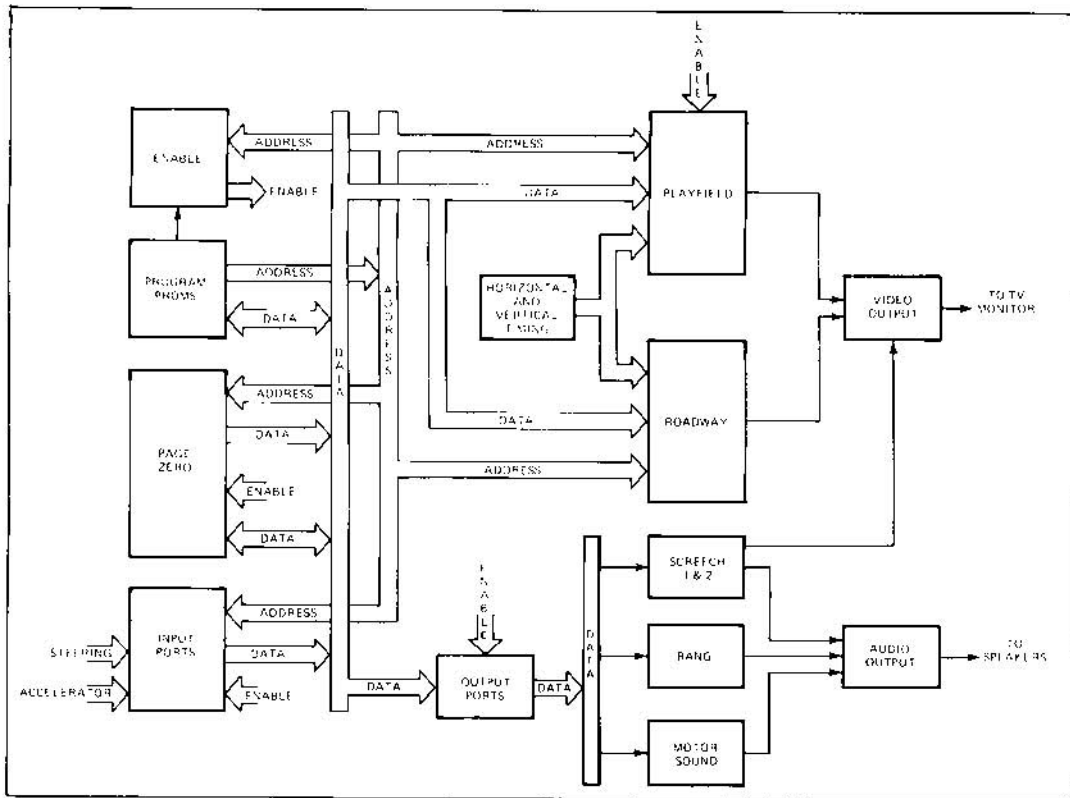 ENABLE
ENABLE
ADDRESS
ADDRESS
ENABLE
DATA
PLAYFIELD
PROGRAM
PROMS
ADDRESS
DATA
ADDRESS
DATA
HORIZONTAL
AND
VERTICAL
TIMING
VIDEO
OUTPUT
TO TV
MONITOR
PAGE
ZERO
ADDRESS
DATA
ENABLE
DATA
DATA
ROADWAY
ADDRESS
INPUT
PORTS
STEERING
ACCELERATOR
ADDRESS
DATA
ENABLE
ENABLE
DATA
OUTPUT
PORTS
DATA
DATA
SCREECH
1 & 2
BANG
MOTOR
SOUND
AUDIO
OUTPUT
TO
SPEAKERS